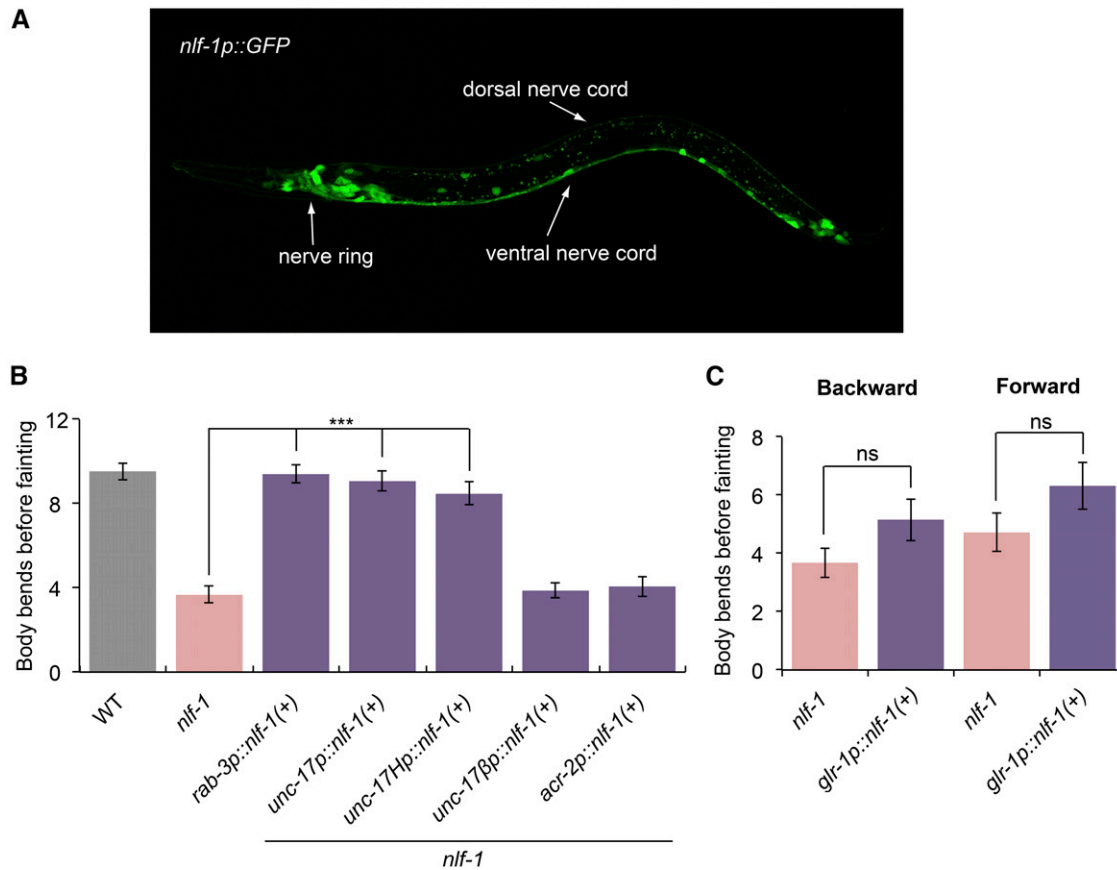 A
nlf-1p::GFP
dorsal nerve cord
nerve ring
ventral nerve cord
B
Body bends before fainting
12
8
4
0
***
WT
nlf-1
rab-3p::nlf-1(+)
unc-17p::nlf-1(+)
unc-17Hp::nlf-1(+)
unc-17βp::nlf-1(+)
acr-2p::nlf-1(+)
nlf-1
C
Backward
Forward
Body bends before fainting
8
6
4
2
0
ns
ns
nlf-1
glr-1p::nlf-1(+)
nlf-1
glr-1p::nlf-1(+)